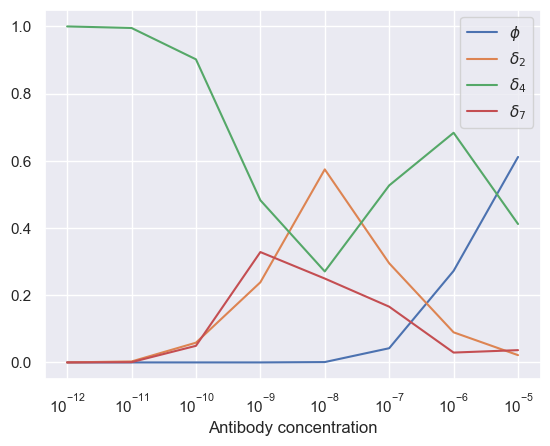 1.0
0.8
0.6
0.4
0.2
0.0
ϕ
δ₂
δ₄
δ₇
10⁻¹² 10⁻¹¹ 10⁻¹⁰ 10⁻⁹ 10⁻⁸ 10⁻⁷ 10⁻⁶ 10⁻⁵
Antibody concentration